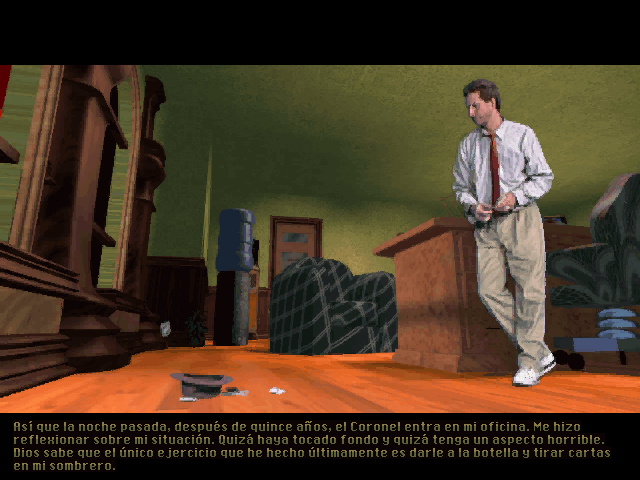 Así que la noche pasada, después de quince años, el Coronel entra en mi oficina. Me hizo
reflexionar sobre mi situación. Quizá haya tocado fondo y quizá tenga un aspecto horrible.
Dios sabe que el único ejercicio que he hecho últimamente es darle a la botella y tirar cartas
en mi sombrero.